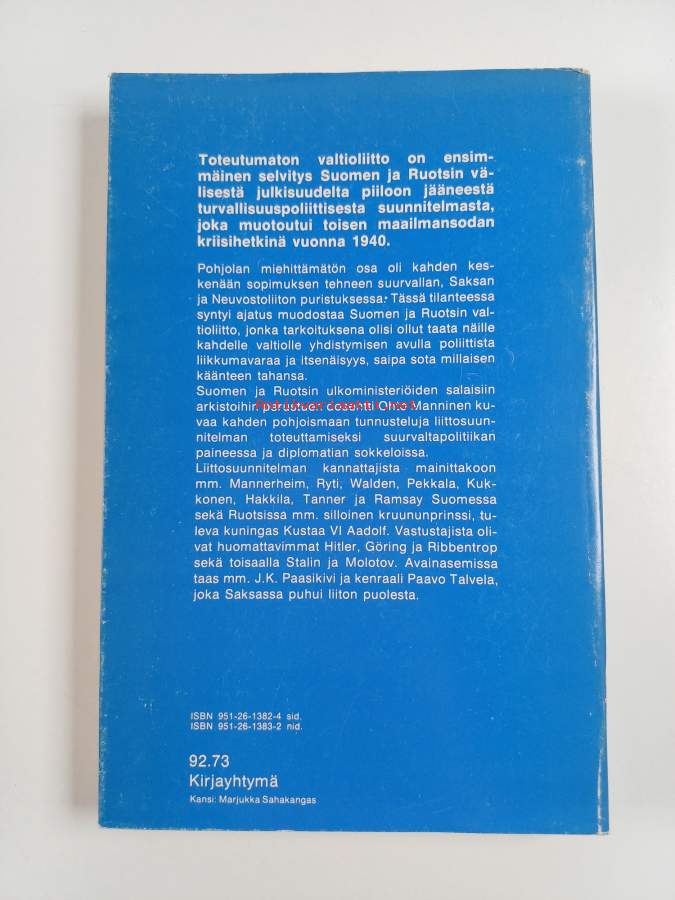 Toteutumaton valtioliitto on ensim-
mäinen selvitys Suomen ja Ruotsin vä-
lisestä julkisuudelta piiloon jääneestä
turvallisuuspoliittisesta suunnitelmasta,
joka muotoutui toisen maailmansodan
kriisihetkinä vuonna 1940.
Pohjolan miehittämätön osa oli kahden kes-
kenään sopimuksen tehneen suurvallan, Saksan
ja Neuvostoliiton puristuksessa. Tässä tilanteessa
syntyi ajatus muodostaa Suomen ja Ruotsin val-
tioliitto, jonka tarkoituksena olisi ollut taata näille
kahdelle valtiolle yhdistymisen avulla poliittista
liikkumavaraa ja itsenäisyys, saipa sota millaisen
käänteen tahansa.
Suomen ja Ruotsin ulkoministeriöiden salaisiin
arkistoihin perustuen dosentti Ohto Manninen ku-
vaa kahden pohjoismaan tunnusteluja liittosuun-
nitelman toteuttamiseksi suurvaltapolitiikan
paineessa ja diplomatian sokkeloissa.
Liittosuunnitelman kannattajista mainittakoon
mm. Mannerheim, Ryti, Walden, Pekkala, Kuk-
konen, Hakkila, Tanner ja Ramsay Suomessa
sekä Ruotsissa mm. silloinen kruununprinssi, tu-
leva kuningas Kustaa VI Aadolf. Vastustajista oli-
vat huomattavimmat Hitler, Göring ja Ribbentrop
sekä toisaalla Stalin ja Molotov. Avainasemissa
taas mm. J.K. Paasikivi ja kenraali Paavo Talvela,
joka Saksassa puhui liiton puolesta.
ISBN 951-26-1382-4 sid.
ISBN 951-26-1383-2 nid.
92.73
Kirjayhtymä
Kansi: Marjukka Sahakangas